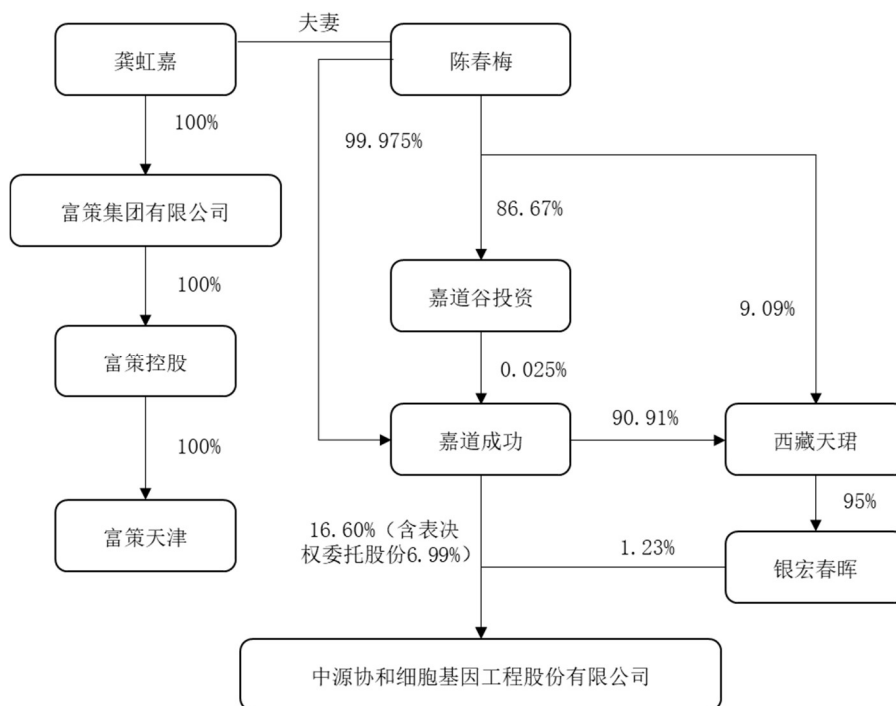 夫妻
龚虹嘉
陈春梅
100%
99.975%
富策集团有限公司
86.67%
100%
嘉道谷投资
9.09%
富策控股
0.025%
100%
嘉道成功
90.91%
西藏天珺
95%
富策天津
16.60%（含表决
权委托股份6.99%）
1.23%
银宏春晖
中源协和细胞基因工程股份有限公司